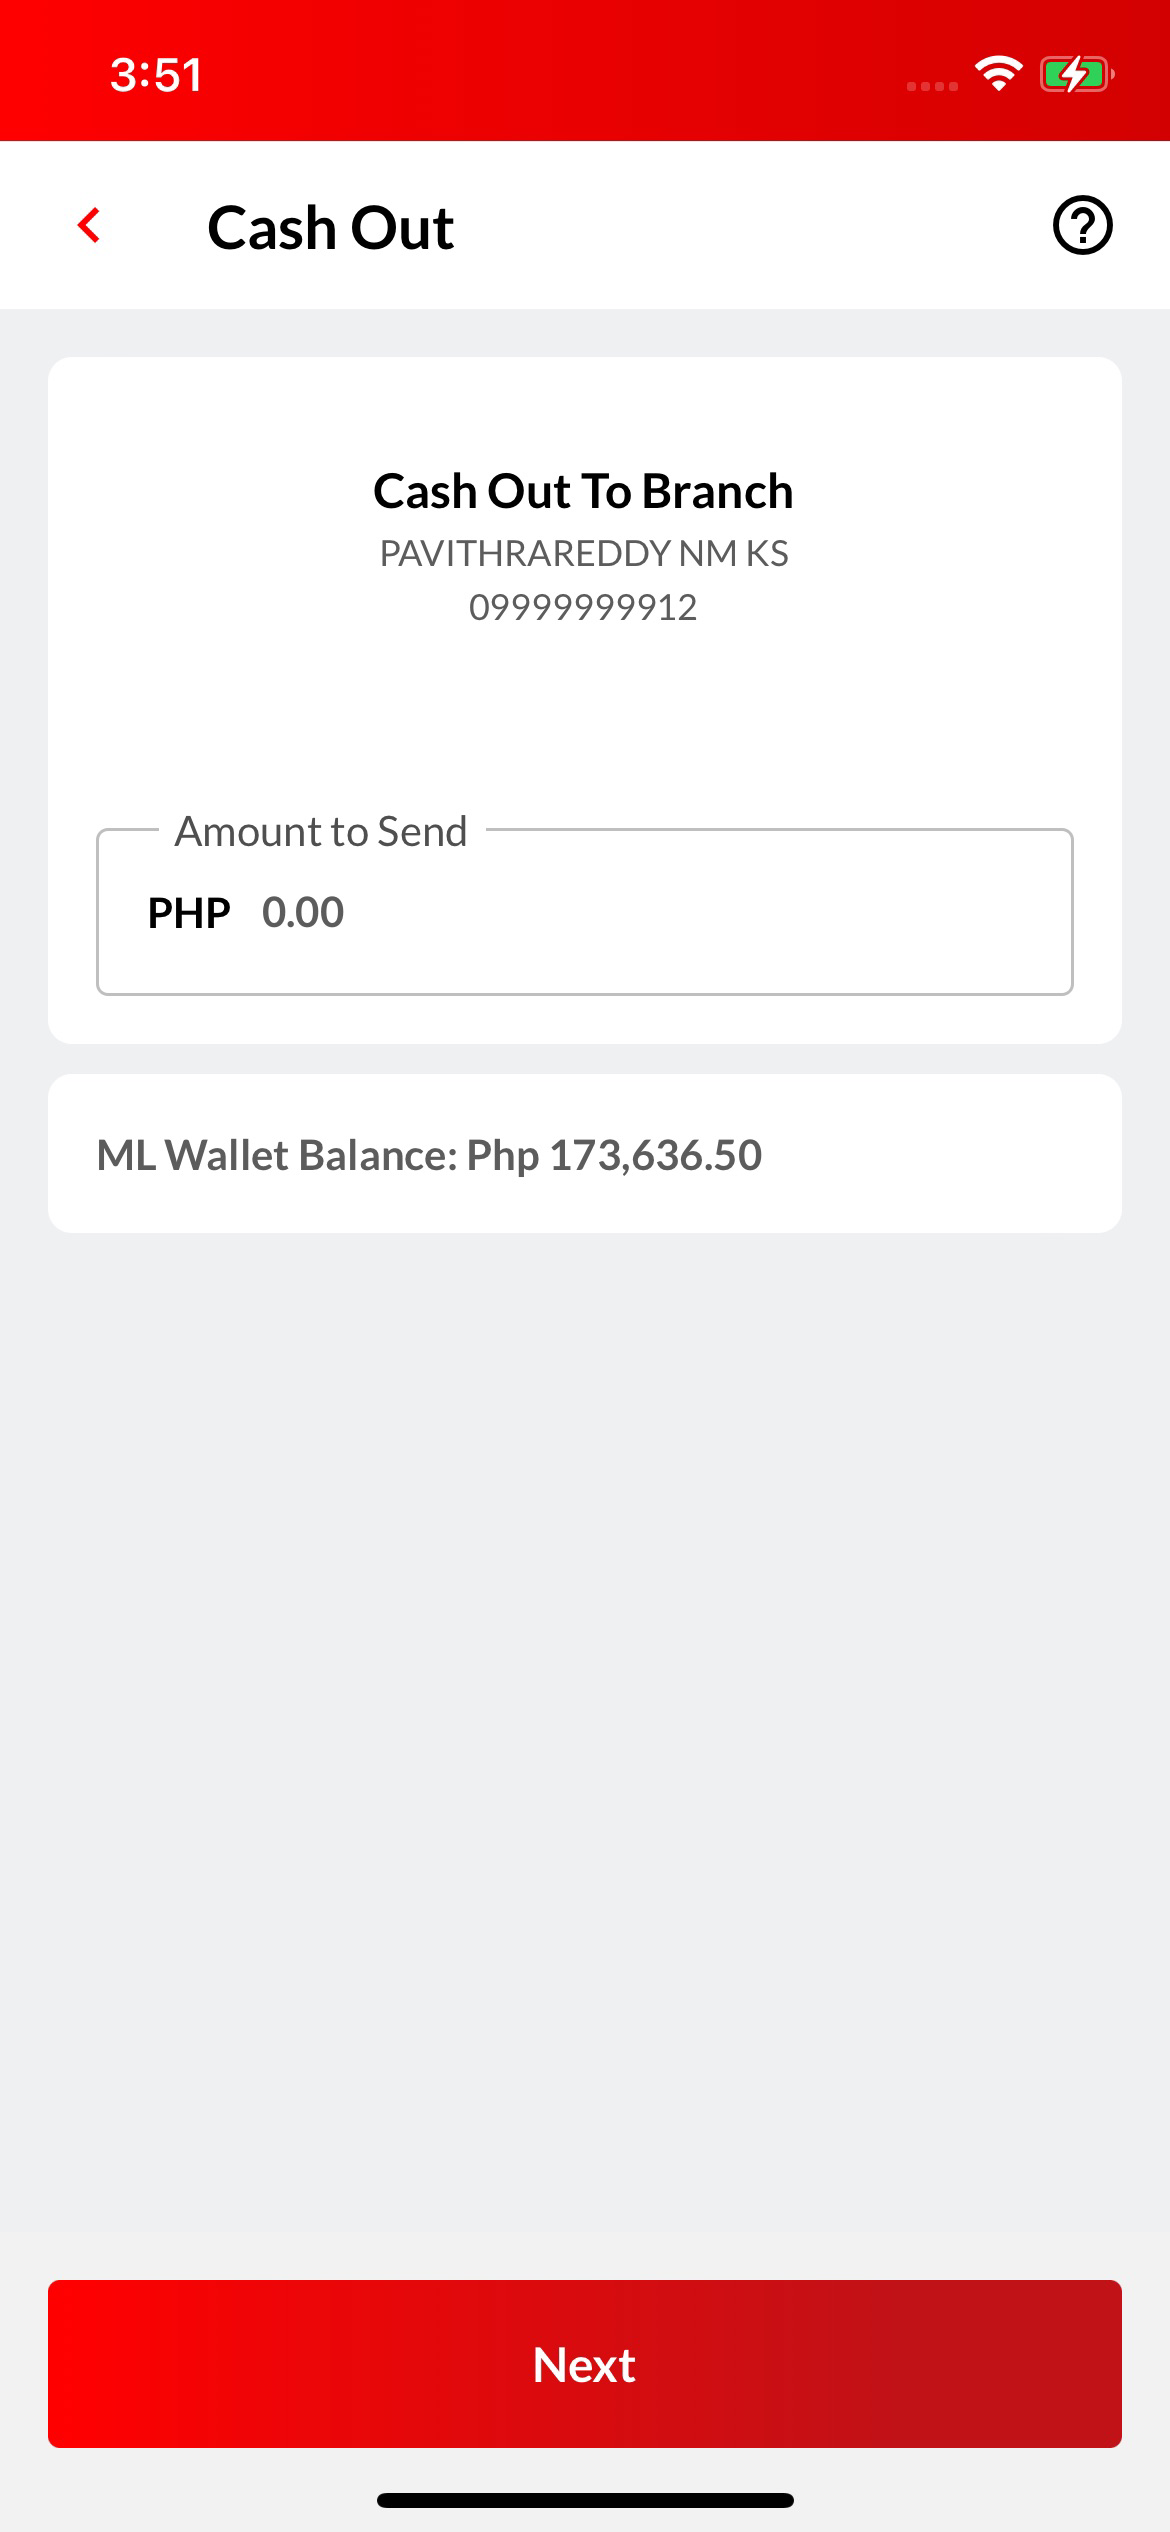 3:51
Cash Out
Cash Out To Branch
PAVITHRAREDDY NM KS
09999999912
Amount to Send
PHP 0.00
ML Wallet Balance: Php 173,636.50
Next